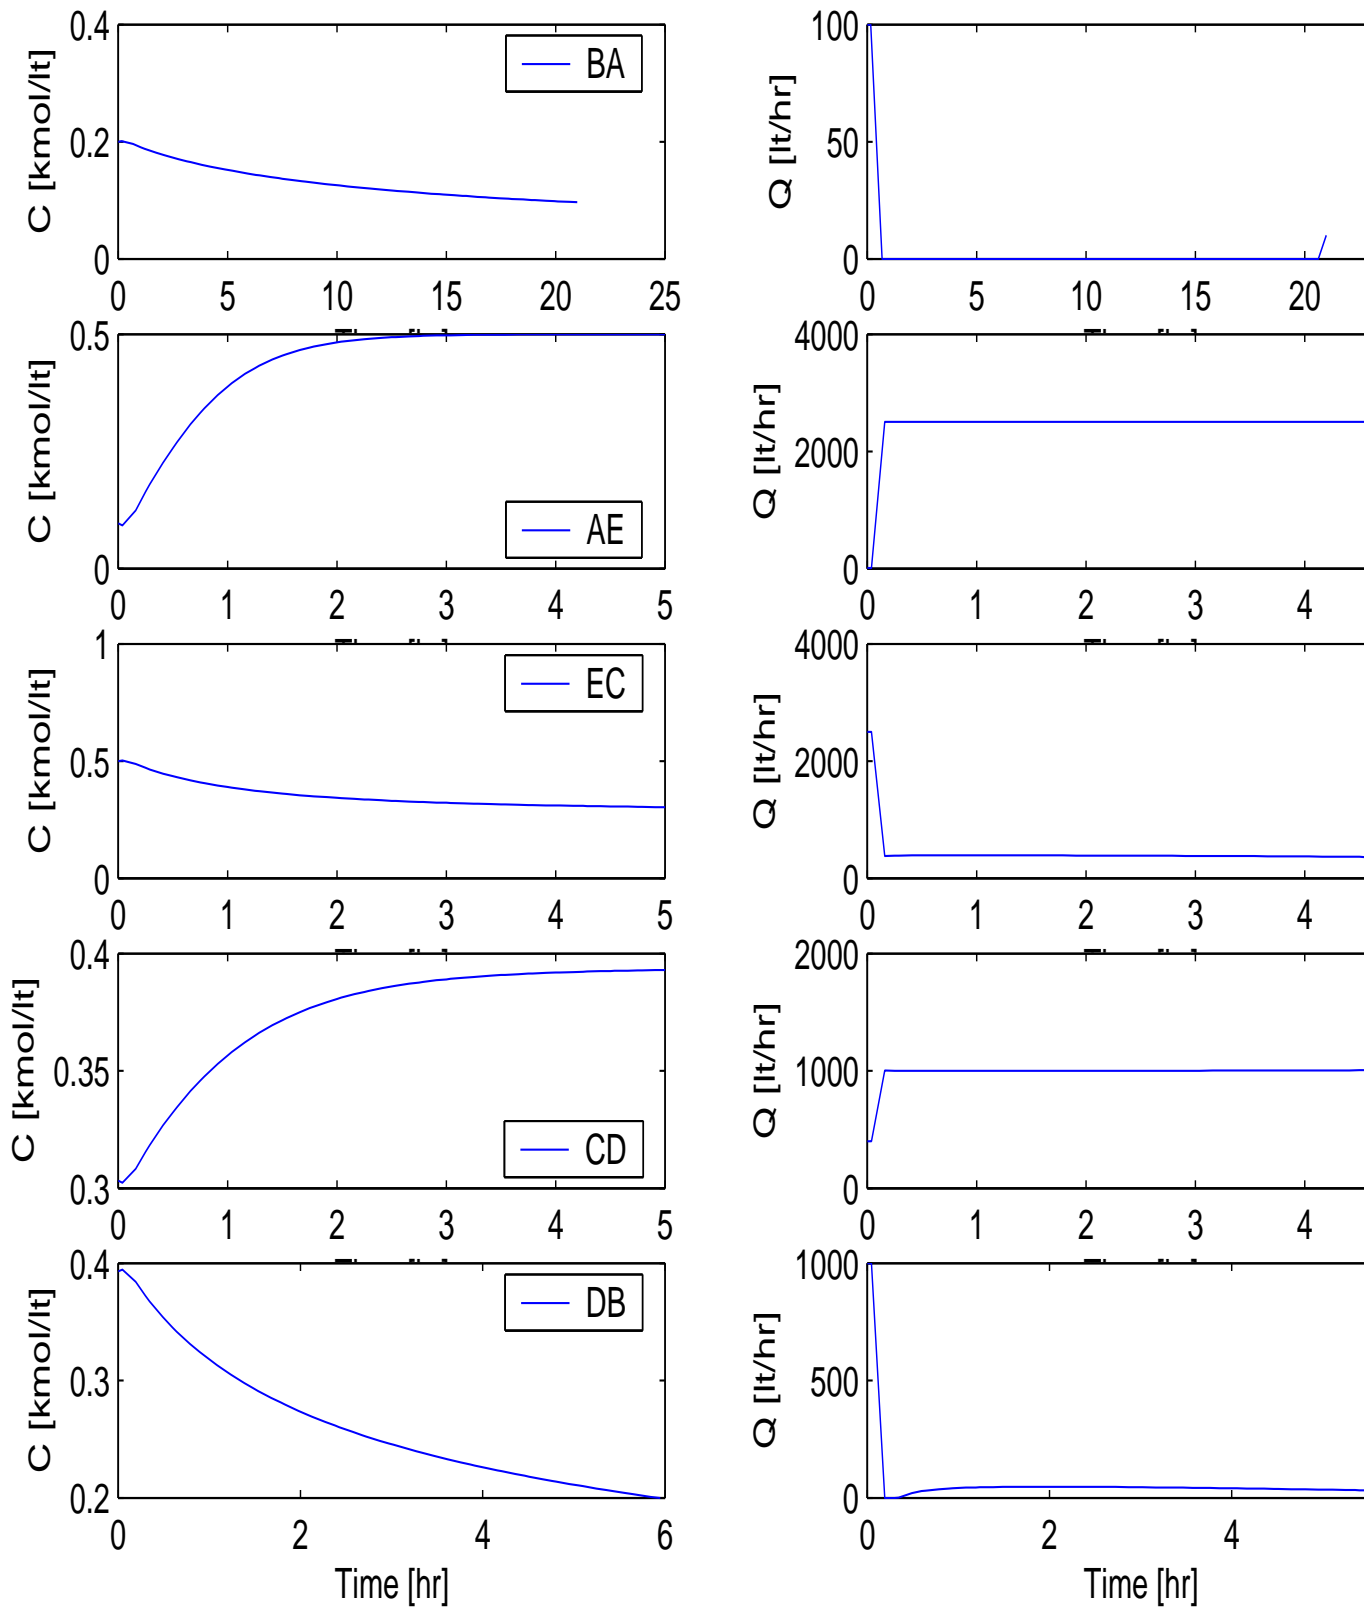 C [kmol/lt]
0.4
0.2
0
BA
0 5 10 15 20 25
Q [lt/hr]
100
50
0
0 5 10 15 20
C [kmol/lt]
0.5
0
AE
0 1 2 3 4 5
Q [lt/hr]
4000
2000
0
0 1 2 3 4
C [kmol/lt]
1
0.5
0
EC
0 1 2 3 4 5
Q [lt/hr]
4000
2000
0
0 1 2 3 4
C [kmol/lt]
0.4
0.35
0.3
CD
0 1 2 3 4 5
Q [lt/hr]
2000
1000
0
0 1 2 3 4
C [kmol/lt]
0.4
0.3
0.2
DB
0 2 4 6
Time [hr]
Q [lt/hr]
1000
500
0
0 2 4
Time [hr]